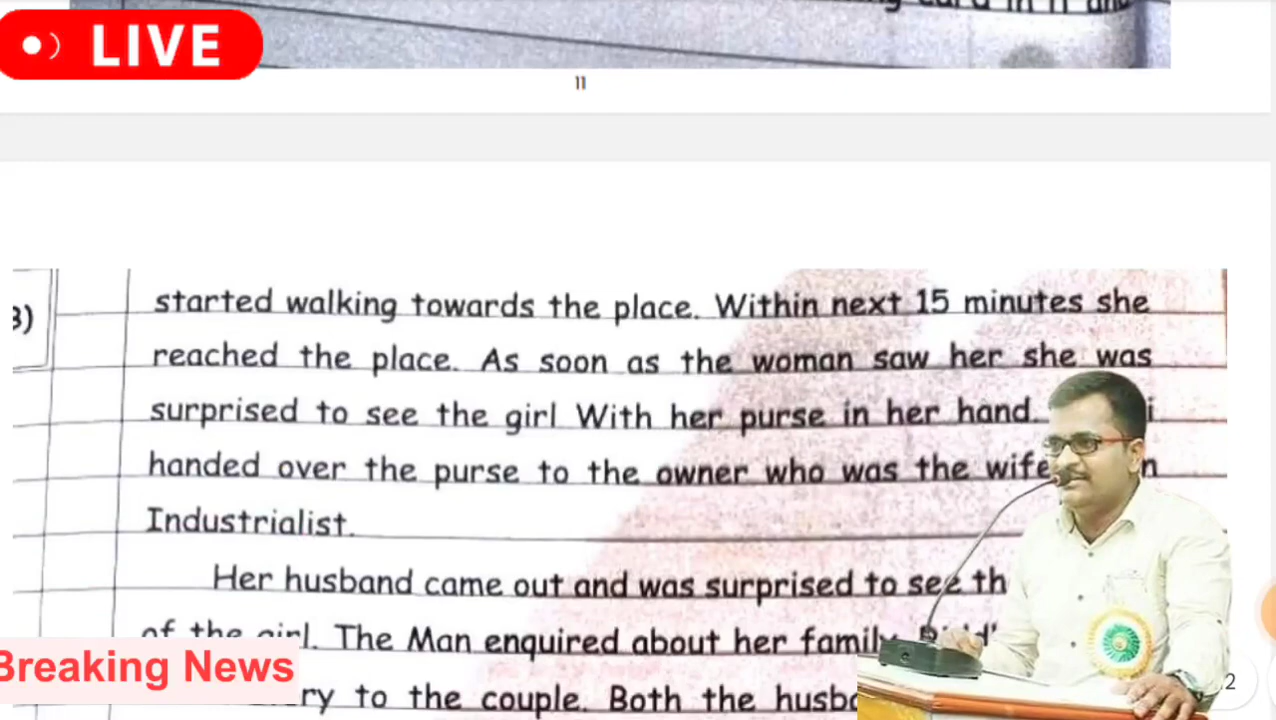 LIVE
11
started walking towards the place. Within next 15 minutes she
reached the place. As soon as the woman saw her she was
surprised to see the girl With her purse in her hand.
handed over the purse to the owner who was the wife
Industrialist.
Her husband came out and was surprised to see
of the girl. The Man enquired about her family.
to the couple. Both the
Breaking News